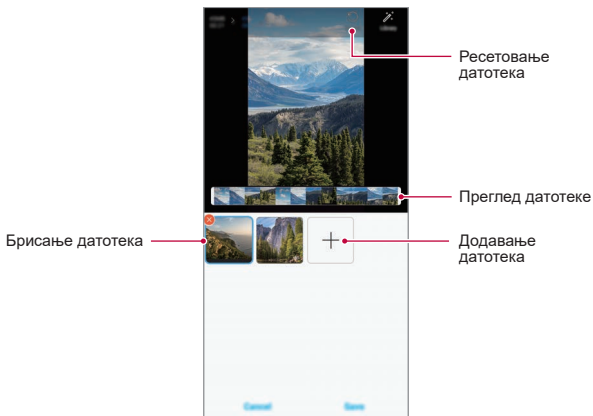 Ресетовање
датотека
Преглед датотеке
Брисање датотека
Додавање
датотека
Cancel
Save